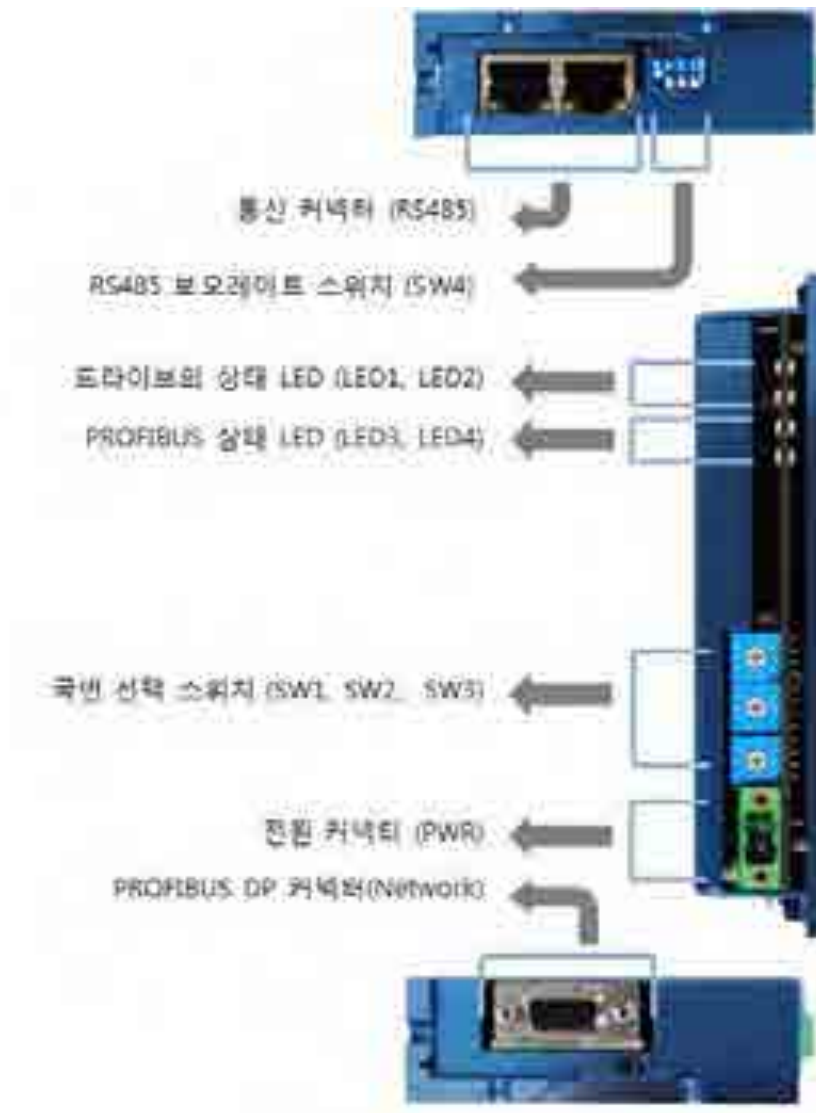 통신 커넥터 (RS485)
RS485 보오레이트 스위치 (SW4)
드라이브의 상태 LED (LED1, LED2)
PROFIBUS 상태 LED (LED3, LED4)
국번 선택 스위치 (SW1, SW2, SW3)
전원 커넥터 (PWR)
PROFIBUS DP 커넥터(Network)